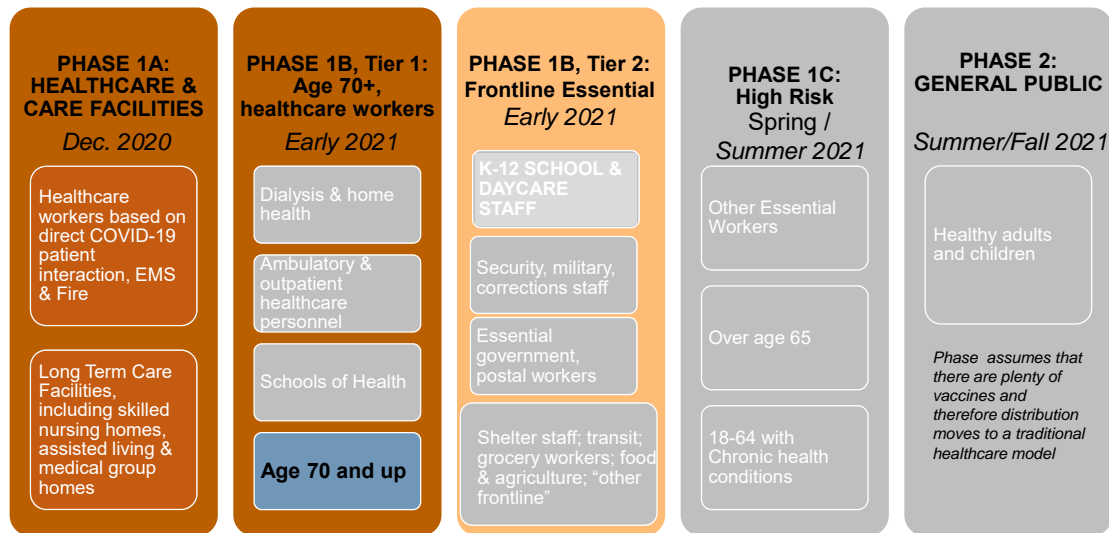 PHASE 1A:
HEALTHCARE &
CARE FACILITIES
Dec. 2020
Healthcare
workers based on
direct COVID-19
patient
interaction, EMS
& Fire
Long Term Care
Facilities,
including skilled
nursing homes,
assisted living &
medical group
homes
PHASE 1B, Tier 1:
Age 70+,
healthcare workers
Early 2021
Dialysis & home
health
Ambulatory &
outpatient
healthcare
personnel
Schools of Health
Age 70 and up
PHASE 1B, Tier 2:
Frontline Essential
Early 2021
K-12 SCHOOL &
DAYCARE
STAFF
Security, military,
corrections staff
Essential
government,
postal workers
Shelter staff; transit;
grocery workers; food
& agriculture; “other
frontline”
PHASE 1C:
High Risk
Spring /
Summer 2021
Other Essential
Workers
Over age 65
18-64 with
Chronic health
conditions
PHASE 2:
GENERAL PUBLIC
Summer/Fall 2021
Healthy adults
and children
Phase assumes that
there are plenty of
vaccines and
therefore distribution
moves to a traditional
healthcare model